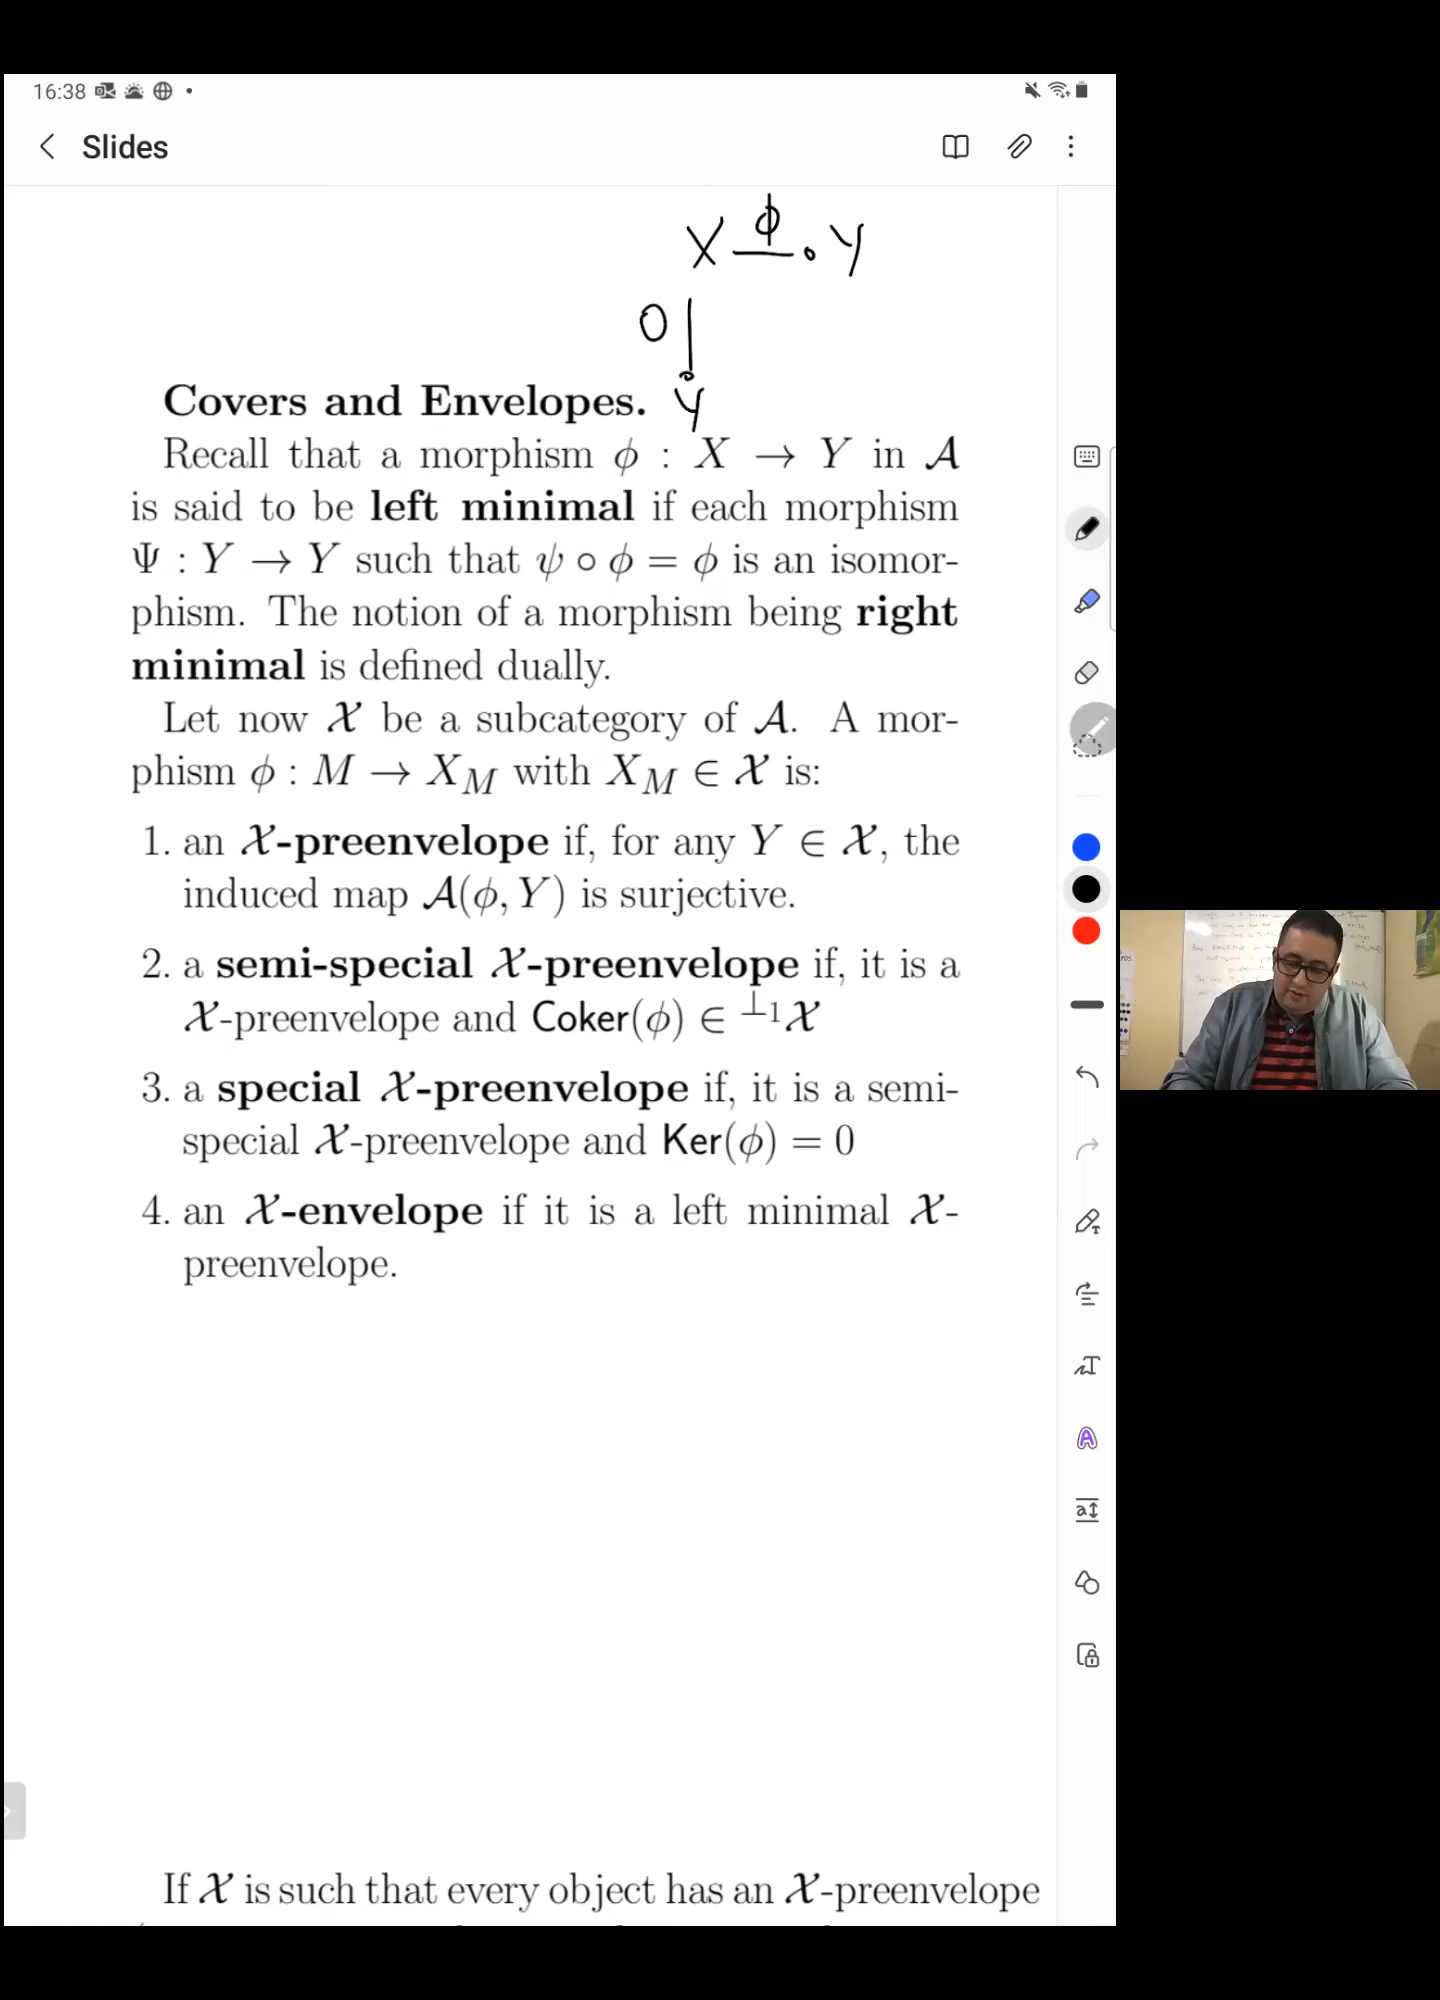 16:38
Slides
X ϕ Y
0
Y
Covers and Envelopes.
Recall that a morphism ϕ : X → Y in 𝒜
is said to be left minimal if each morphism
Ψ : Y → Y such that ψ ∘ ϕ = ϕ is an isomor-
phism. The notion of a morphism being right
minimal is defined dually.
Let now 𝒳 be a subcategory of 𝒜. A mor-
phism ϕ : M → X_M with X_M ∈ 𝒳 is:
1. an 𝒳-preenvelope if, for any Y ∈ 𝒳, the
induced map 𝒜(ϕ, Y) is surjective.
2. a semi-special 𝒳-preenvelope if, it is a
𝒳-preenvelope and Coker(ϕ) ∈ ^{⊥1}𝒳
3. a special 𝒳-preenvelope if, it is a semi-
special 𝒳-preenvelope and Ker(ϕ) = 0
4. an 𝒳-envelope if it is a left minimal 𝒳-
preenvelope.
If 𝒳 is such that every object has an 𝒳-preenvelope